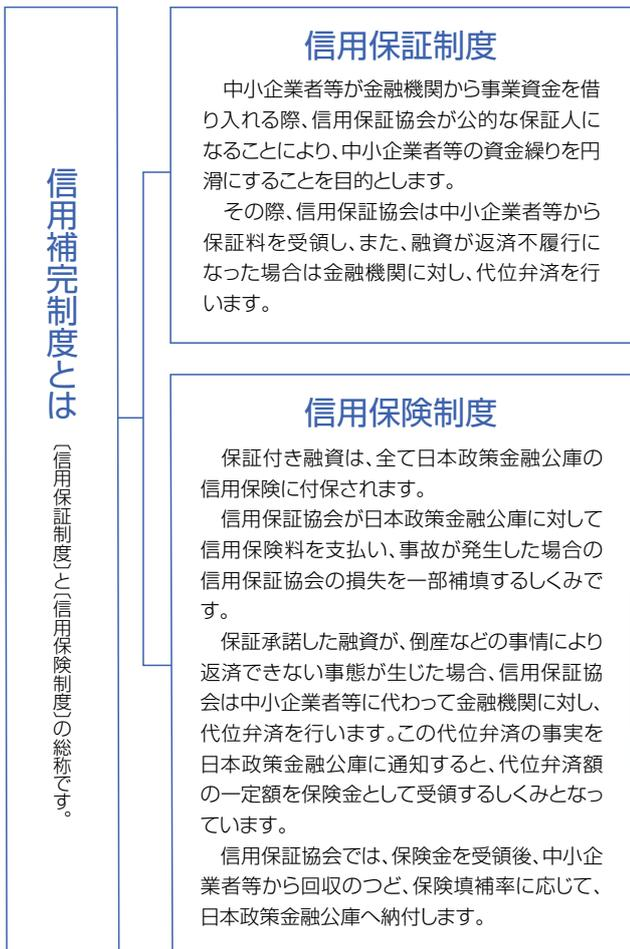 信用補完制度とは
〔信用保証制度〕と〔信用保険制度〕の総称です。
信用保証制度
中小企業者等が金融機関から事業資金を借
り入れる際、信用保証協会が公的な保証人に
なることにより、中小企業者等の資金繰りを円
滑にすることを目的とします。
その際、信用保証協会は中小企業者等から
保証料を受領し、また、融資が返済不履行に
なった場合は金融機関に対し、代位弁済を行
います。
信用保険制度
保証付き融資は、全て日本政策金融公庫の
信用保険に付保されます。
信用保証協会が日本政策金融公庫に対して
信用保険料を支払い、事故が発生した場合の
信用保証協会の損失を一部補填するしくみで
す。
保証承諾した融資が、倒産などの事情により
返済できない事態が生じた場合、信用保証協
会は中小企業者等に代わって金融機関に対し、
代位弁済を行います。この代位弁済の事実を
日本政策金融公庫に通知すると、代位弁済額
の一定額を保険金として受領するしくみとなっ
ています。
信用保証協会では、保険金を受領後、中小企
業者等から回収のつど、保険填補率に応じて、
日本政策金融公庫へ納付します。